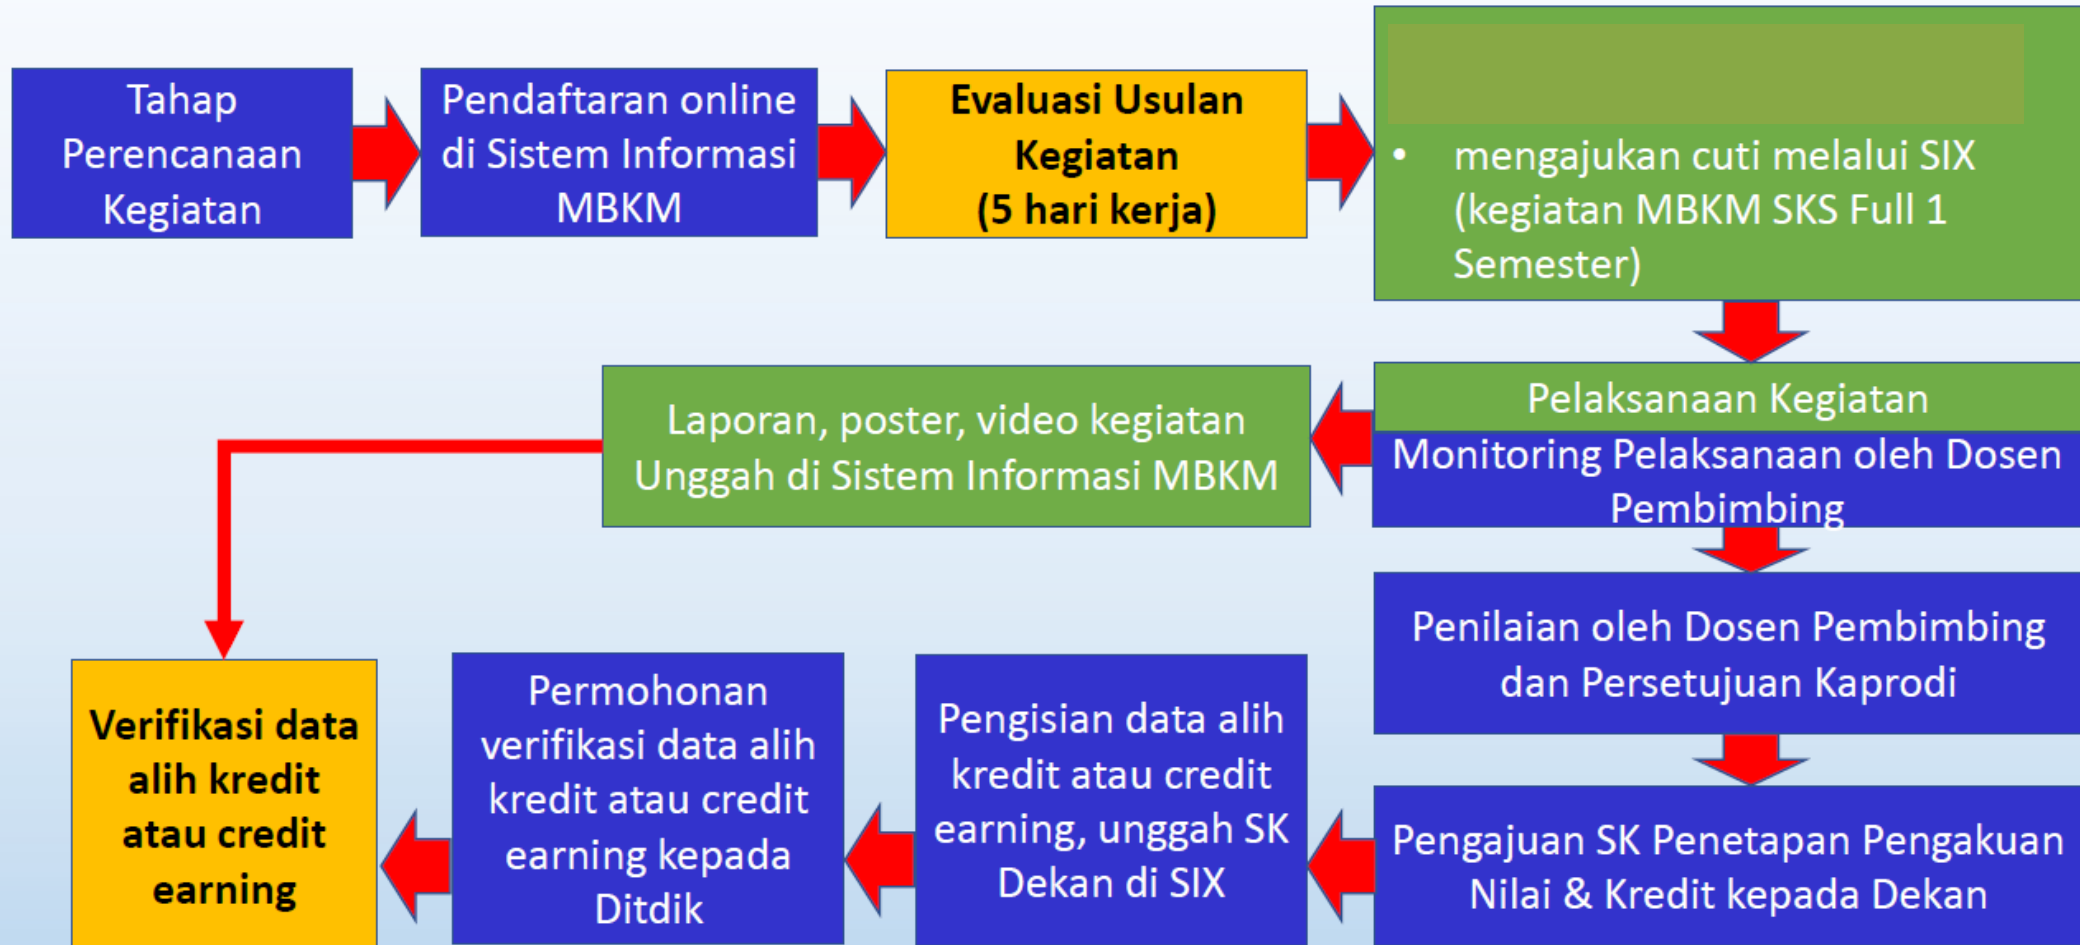 Tahap
Perencanaan
Kegiatan
Pendaftaran online
di Sistem Informasi
MBKM
Evaluasi Usulan
Kegiatan
(5 hari kerja)
• mengajukan cuti melalui SIX
(kegiatan MBKM SKS Full 1
Semester)
Pelaksanaan Kegiatan
Monitoring Pelaksanaan oleh Dosen
Pembimbing
Laporan, poster, video kegiatan
Unggah di Sistem Informasi MBKM
Penilaian oleh Dosen Pembimbing
dan Persetujuan Kaprodi
Pengajuan SK Penetapan Pengakuan
Nilai & Kredit kepada Dekan
Pengisian data alih
kredit atau credit
earning, unggah SK
Dekan di SIX
Permohonan
verifikasi data alih
kredit atau credit
earning kepada
Ditdik
Verifikasi data
alih kredit
atau credit
earning